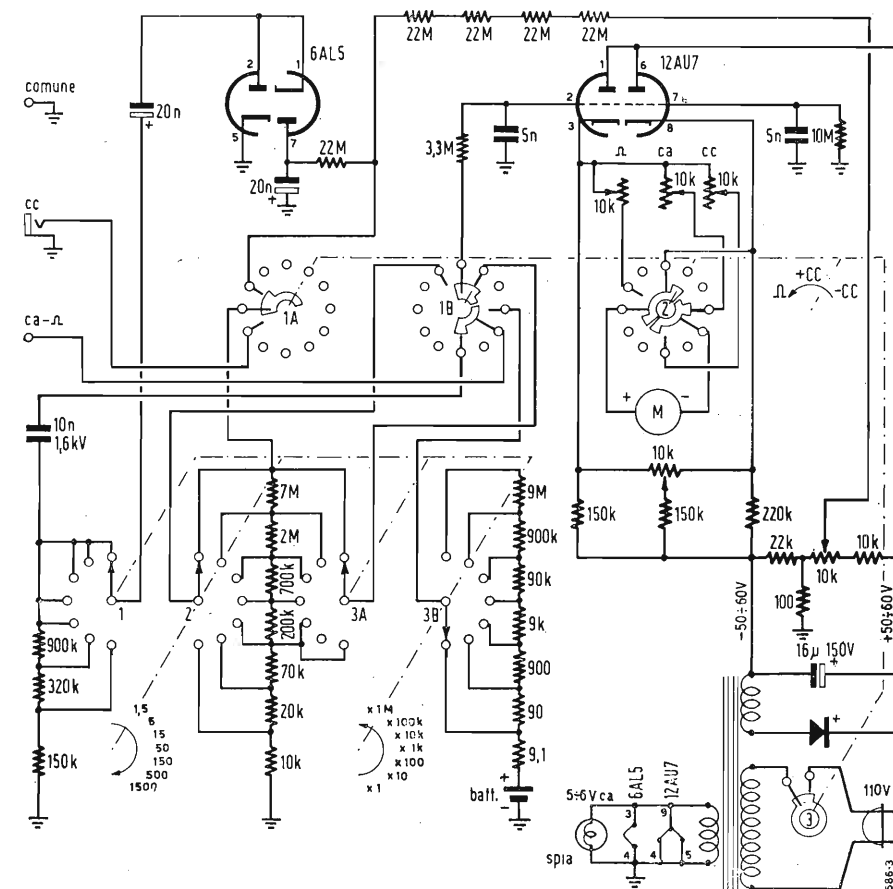 22M 22M 22M 22M
2 1 6AL5
1 6 12AU7
comune
20n +
2 7
5 7
3 8
5n
5n 10M
3,3M
22M
Ω ca cc
20n +
10k 10k 10k
cc
1A
1B
2
Ω +CC -CC
ca-Ω
+ M -
10n
1,6kV
10k
7M
9M
150k 150k 220k
2M
900k
22k 10k 10k
700k
90k
1 2 3A 3B
200k
9k
100
-50÷60V
+50÷60V
900k
70k
900
16µ 150V
+
320k
20k
90
1,5
5
15
50
150
500
1500
x1M
x100k
x10k
x1k
x100
x10
x1
150k
10k
9,1
+
batt.
-
+
5÷6V ca
6AL5 12AU7
110V
3 9
3
4 4 5
spia